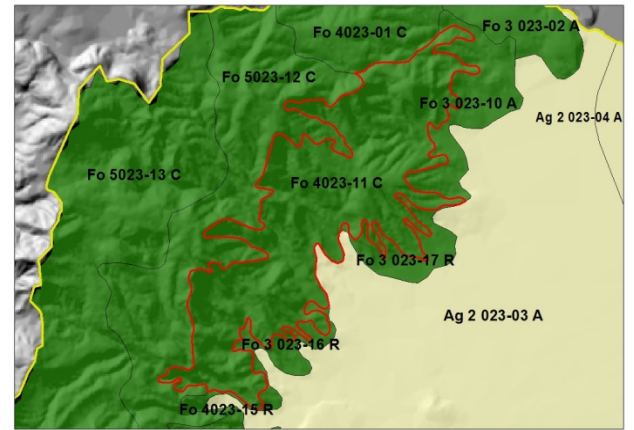 Fo 4023-01 C
Fo 3 023-02 A
Fo 5023-12 C
Fo 3 023-10 A
Ag 2 023-04 A
Fo 5023-13 C
Fo 4023-11 C
Fo 3 023-17 R
Ag 2 023-03 A
Fo 3 023-16 R
Fo 4023-15 R